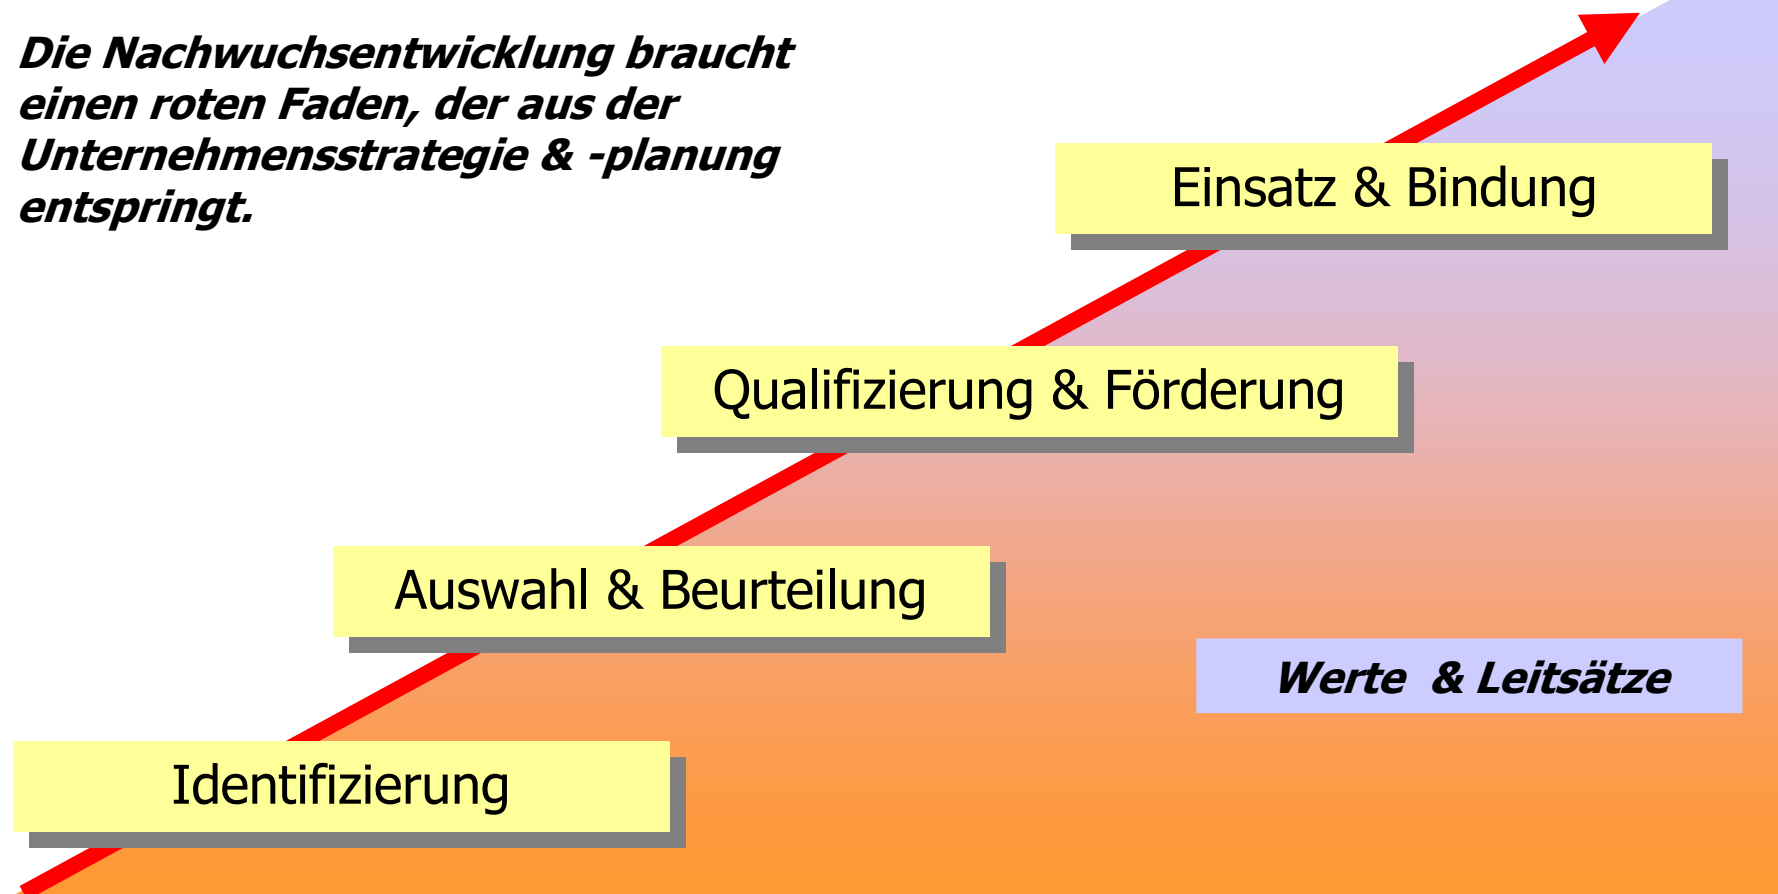 Die Nachwuchsentwicklung braucht
einen roten Faden, der aus der
Unternehmensstrategie & -planung
entspringt.
Einsatz & Bindung
Qualifizierung & Förderung
Auswahl & Beurteilung
Werte & Leitsätze
Identifizierung